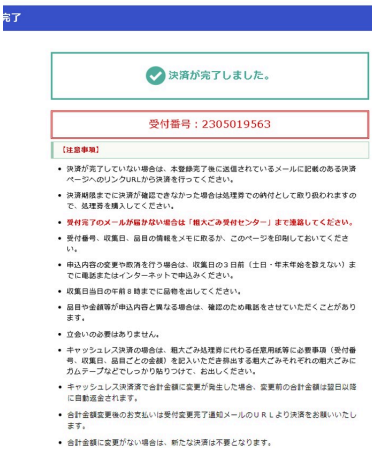 完了
決済が完了しました。
受付番号:2305019563
【注意事項】
• 決済が完了していない場合は、本登録完了後に送信されているメールに記載のある決済
ページへのリンクURLから決済を行ってください。
• 決済期限までに決済が確認できなかった場合は処理券での納付として取り扱われますの
で、処理券を購入してください。
• 受付完了のメールが届かない場合は「粗大ごみ受付センター」まで連絡してください。
• 受付番号、収集日、品目の情報をメモに取るか、このページを印刷しておいてくださ
い。
• 申込内容の変更や取消を行う場合は、収集日の3日前(土日・年末年始を数えない)ま
でに電話またはインターネットで申込みください。
• 収集日当日の午前8時までに品物を出してください。
• 品目や金額等が申込内容と異なる場合は、確認のため電話をさせていただくことがあり
ます。
• 立会いの必要はありません。
• キャッシュレス決済の場合は、粗大ごみ処理券に代わる任意用紙等に必要事項(受付番
号、収集日、品目ごとの金額)を記入いただき排出する粗大ごみそれぞれの粗大ごみに
ガムテープなどでしっかり貼りつけて、お出しください。
• キャッシュレス決済済で合計金額に変更が発生した場合、変更前の合計金額は翌日以降
に自動返金されます。
• 合計金額変更後のお支払いは受付変更完了通知メールのURLより決済をお願いいたし
ます。
• 合計金額に変更がない場合は、新たな決済は不要となります。